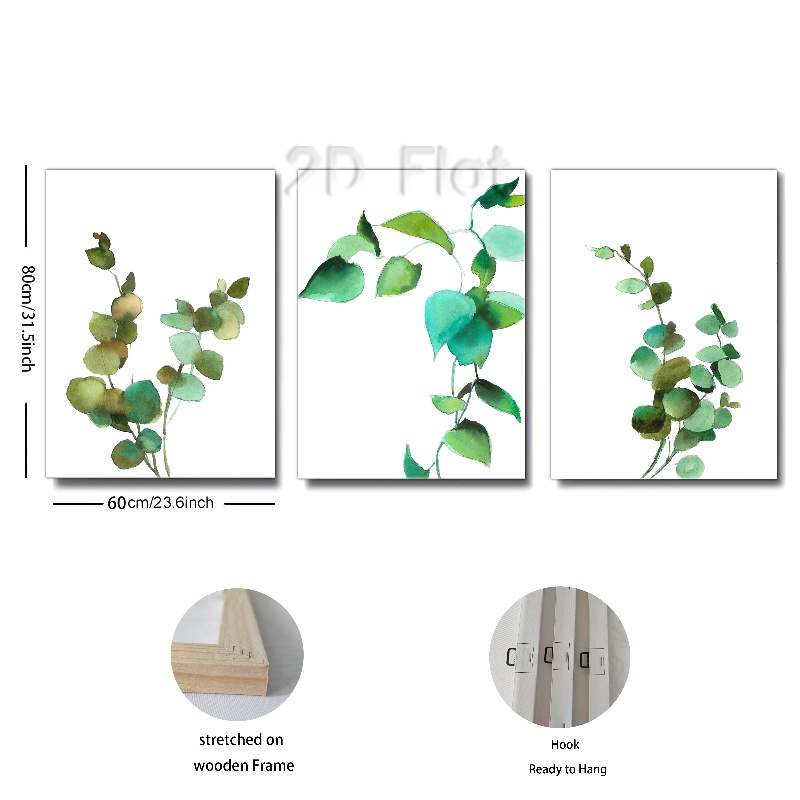 2D Flat
80cm/31.5inch
60cm/23.6inch
stretched on
wooden Frame
Hook
Ready to Hang